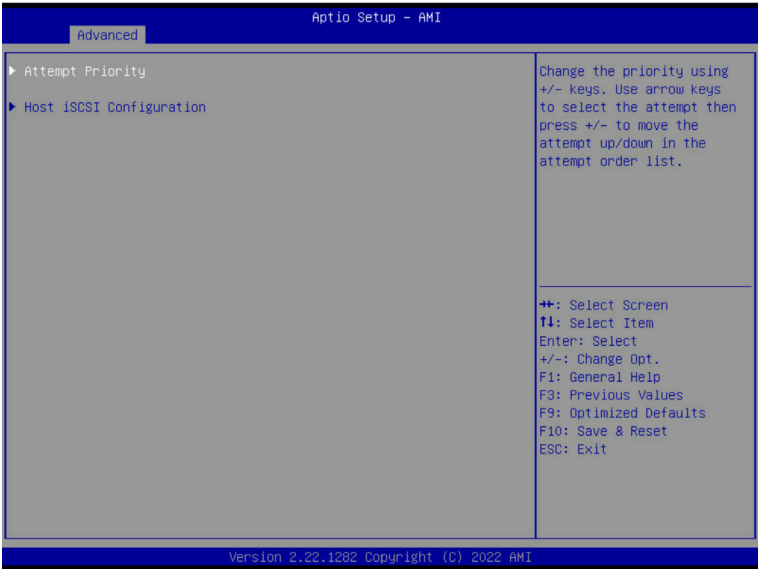 Aptio Setup – AMI
Advanced
▶ Attempt Priority
▶ Host iSCSI Configuration
Change the priority using
+/- keys. Use arrow keys
to select the attempt then
press +/- to move the
attempt up/down in the
attempt order list.
→←: Select Screen
↑↓: Select Item
Enter: Select
+/-: Change Opt.
F1: General Help
F3: Previous Values
F9: Optimized Defaults
F10: Save & Reset
ESC: Exit
Version 2.22.1282 Copyright (C) 2022 AMI